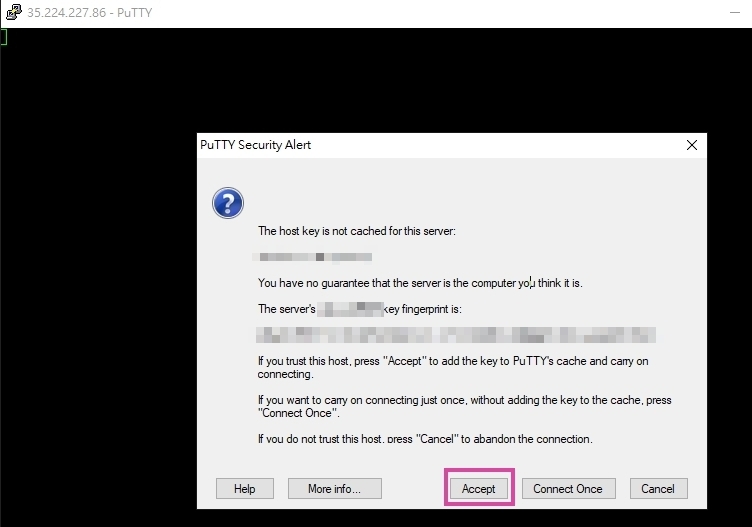 35.224.227.86 - PuTTY
PuTTY Security Alert
The host key is not cached for this server:
You have no guarantee that the server is the computer you think it is.
The server's key fingerprint is:
If you trust this host, press "Accept" to add the key to PuTTY's cache and carry on
connecting.
If you want to carry on connecting just once, without adding the key to the cache, press
"Connect Once".
If you do not trust this host, press "Cancel" to abandon the connection.
Help More info... Accept Connect Once Cancel